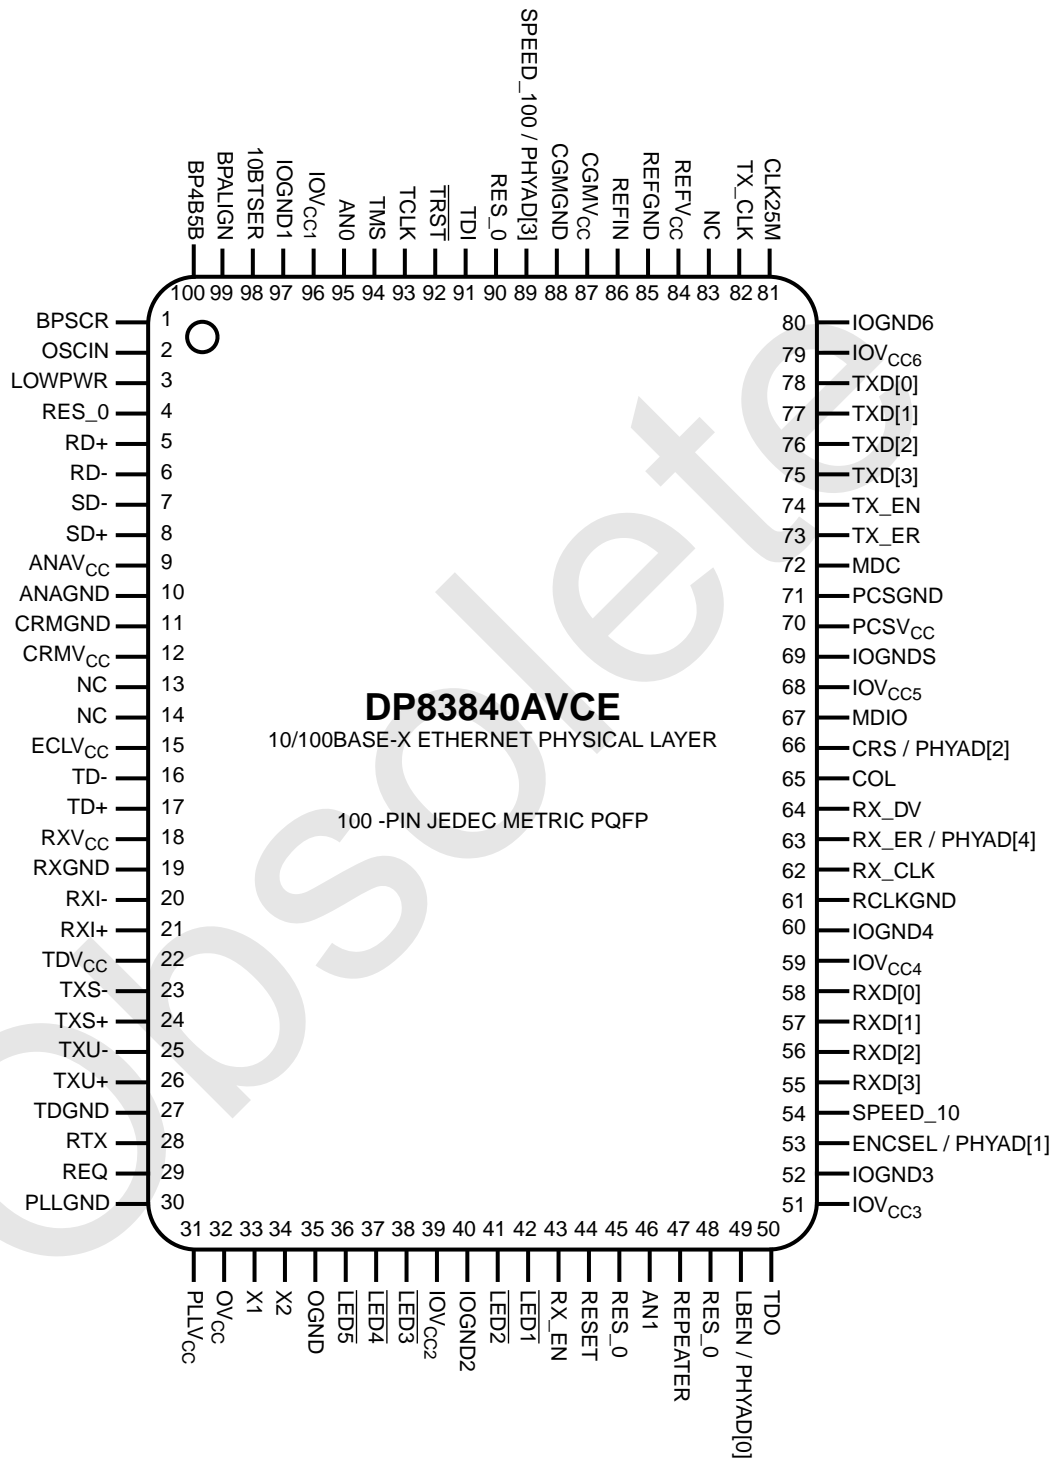 SPEED_100 / PHYAD[3]
BP4B5B
BPALIGN
10BTSER
IOGND1
IOVCC1
AN0
TMS
TCLK
TRST
TDI
RES_0
CGMGND
CGMVCC
REFIN
REFGND
REFVCC
NC
TX_CLK
CLK25M
100 99 98 97 96 95 94 93 92 91 90 89 88 87 86 85 84 83 82 81
BPSCR 1
OSCIN 2
LOWPWR 3
RES_0 4
RD+ 5
RD- 6
SD- 7
SD+ 8
ANAVCC 9
ANAGND 10
CRMGND 11
CRMVCC 12
NC 13
NC 14
ECLVCC 15
TD- 16
TD+ 17
RXVCC 18
RXGND 19
RXI- 20
RXI+ 21
TDVCC 22
TXS- 23
TXS+ 24
TXU- 25
TXU+ 26
TDGND 27
RTX 28
REQ 29
PLLGND 30
DP83840AVCE
10/100BASE-X ETHERNET PHYSICAL LAYER
100 -PIN JEDEC METRIC PQFP
80 IOGND6
79 IOVCC6
78 TXD[0]
77 TXD[1]
76 TXD[2]
75 TXD[3]
74 TX_EN
73 TX_ER
72 MDC
71 PCSGND
70 PCSVCC
69 IOGNDS
68 IOVCC5
67 MDIO
66 CRS / PHYAD[2]
65 COL
64 RX_DV
63 RX_ER / PHYAD[4]
62 RX_CLK
61 RCLKGND
60 IOGND4
59 IOVCC4
58 RXD[0]
57 RXD[1]
56 RXD[2]
55 RXD[3]
54 SPEED_10
53 ENCSEL / PHYAD[1]
52 IOGND3
51 IOVCC3
31 32 33 34 35 36 37 38 39 40 41 42 43 44 45 46 47 48 49 50
PLLVCC
OVCC
X1
X2
OGND
LED5
LED4
LED3
IOVCC2
IOGND2
LED2
LED1
RX_EN
RESET
RES_0
AN1
REPEATER
RES_0
LBEN / PHYAD[0]
TDO
Obsolete